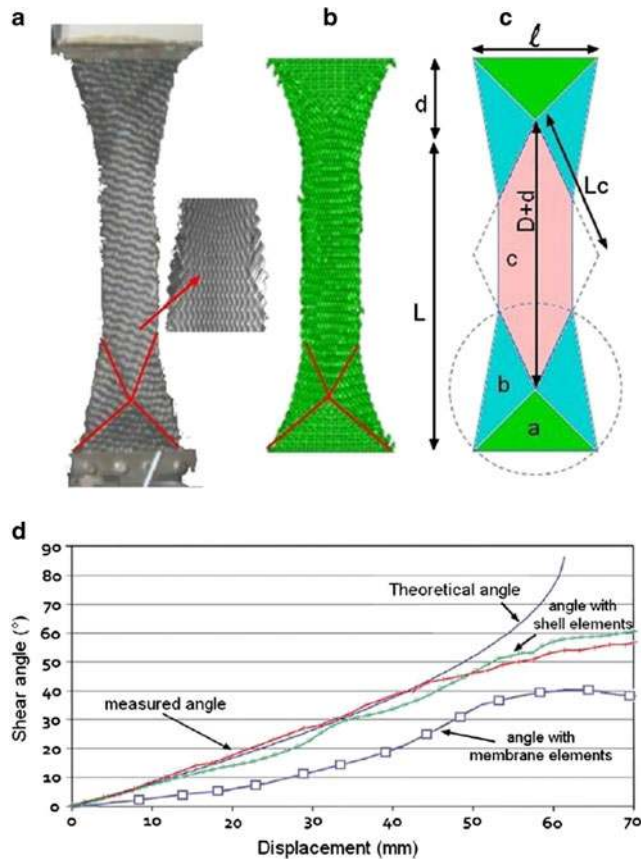 a
b
c
ℓ
d
D+d
Lc
L
c
b
a
d
90
80
70
60
50
40
30
20
10
0
Shear angle (°)
Theoretical angle
angle with
shell elements
measured angle
angle with
membrane elements
0 10 20 30 40 50 60 70
Displacement (mm)